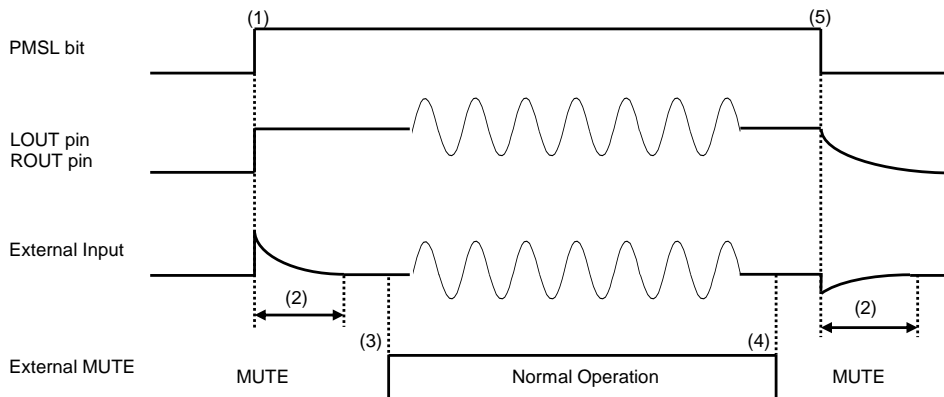 (1)
(5)
PMSL bit
LOUT pin
ROUT pin
External Input
(2)
(2)
(3)
(4)
External MUTE
MUTE
Normal Operation
MUTE